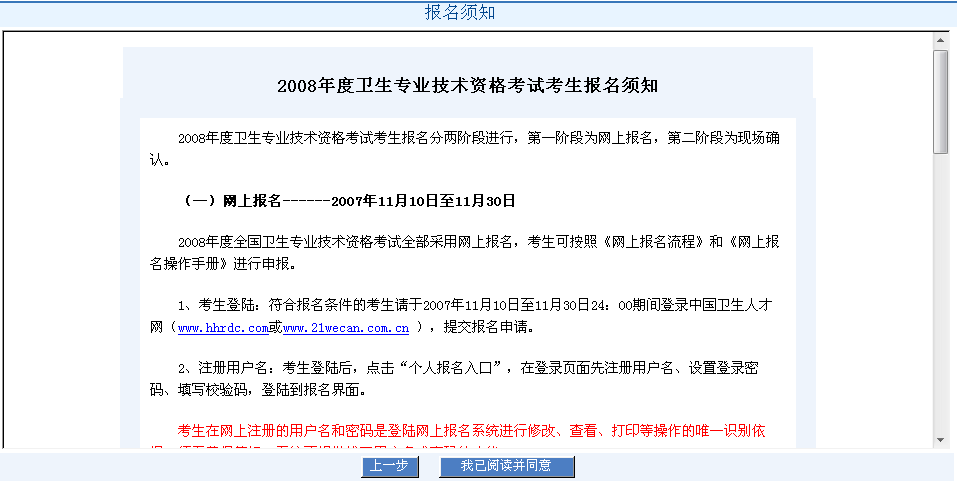 报名须知
2008年度卫生专业技术资格考试考生报名须知
2008年度卫生专业技术资格考试考生报名分两阶段进行，第一阶段为网上报名，第二阶段为现场确
认。
（一）网上报名------2007年11月10日至11月30日
2008年度全国卫生专业技术资格考试全部采用网上报名，考生可按照《网上报名流程》和《网上报
名操作手册》进行申报。
1、考生登陆：符合报名条件的考生请于2007年11月10日至11月30日24：00期间登录中国卫生人才
网（www.hhrdc.com或www.21wecan.com.cn ），提交报名申请。
2、注册用户名：考生登陆后，点击“个人报名入口”，在登录页面先注册用户名、设置登录密
码、填写校验码，登陆到报名界面。
考生在网上注册的用户名和密码是登陆网上报名系统进行修改、查看、打印等操作的唯一识别依
上一步 我已阅读并同意